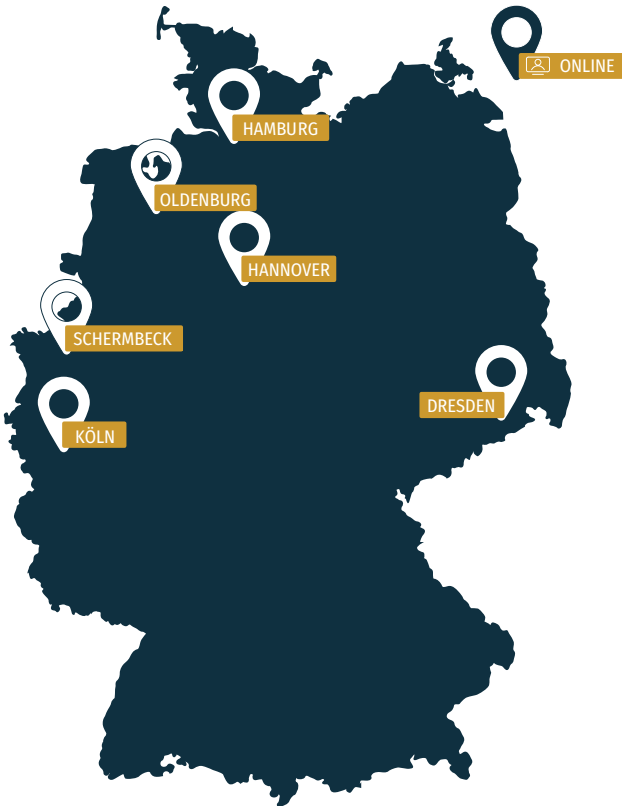 ONLINE
HAMBURG
OLDENBURG
HANNOVER
SCHERMBECK
DRESDEN
KÖLN